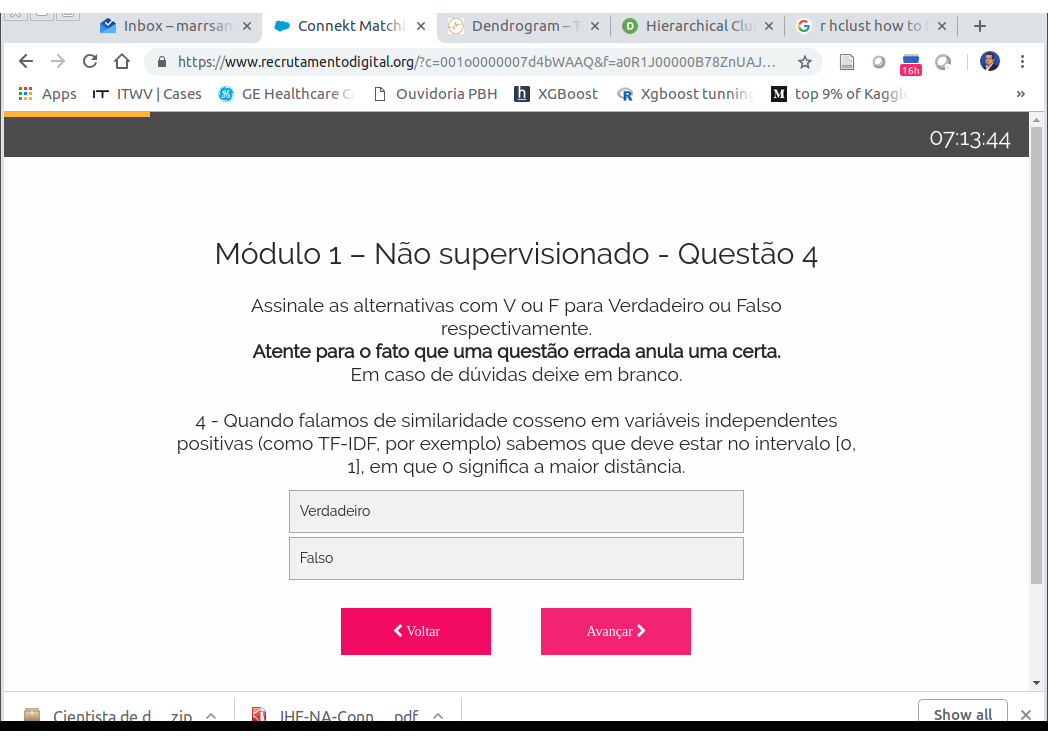 Inbox – marrsan
Connekt Matchi
Dendrogram – T
Hierarchical Clu
r hclust how to
https://www.recrutamentodigital.org/?c=001o0000007d4bWAAQ&f=a0R1J00000B78ZnUAJ...
16h
Apps
ITWV | Cases
GE Healthcare C
Ouvidoria PBH
XGBoost
Xgboost tunning
top 9% of Kaggle
07:13:44
Módulo 1 – Não supervisionado - Questão 4
Assinale as alternativas com V ou F para Verdadeiro ou Falso
respectivamente.
Atente para o fato que uma questão errada anula uma certa.
Em caso de dúvidas deixe em branco.
4 - Quando falamos de similaridade cosseno em variáveis independentes
positivas (como TF-IDF, por exemplo) sabemos que deve estar no intervalo [0,
1], em que 0 significa a maior distância.
Verdadeiro
Falso
Voltar
Avançar
Cientista de d....zip
IHF-NA-Conn....pdf
Show all